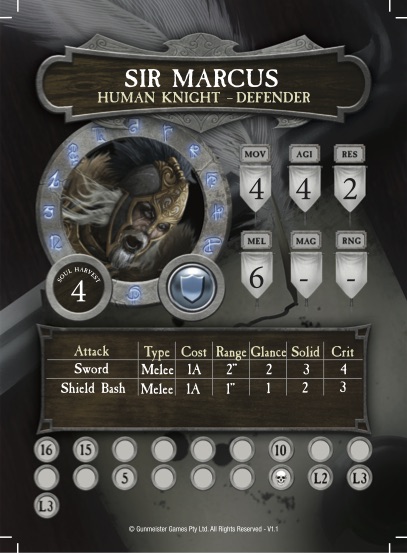 SIR MARCUS
HUMAN KNIGHT - DEFENDER
MOV AGI RES
4 4 2
MEL MAG RNG
6 - -
SOUL HARVEST
4
Attack Type Cost Range Glance Solid Crit
Sword Melee 1A 2" 2 3 4
Shield Bash Melee 1A 1" 1 2 3
16 15 10
5 L2 L3
L3
© Gunmeister Games Pty Ltd. All Rights Reserved - V1.1